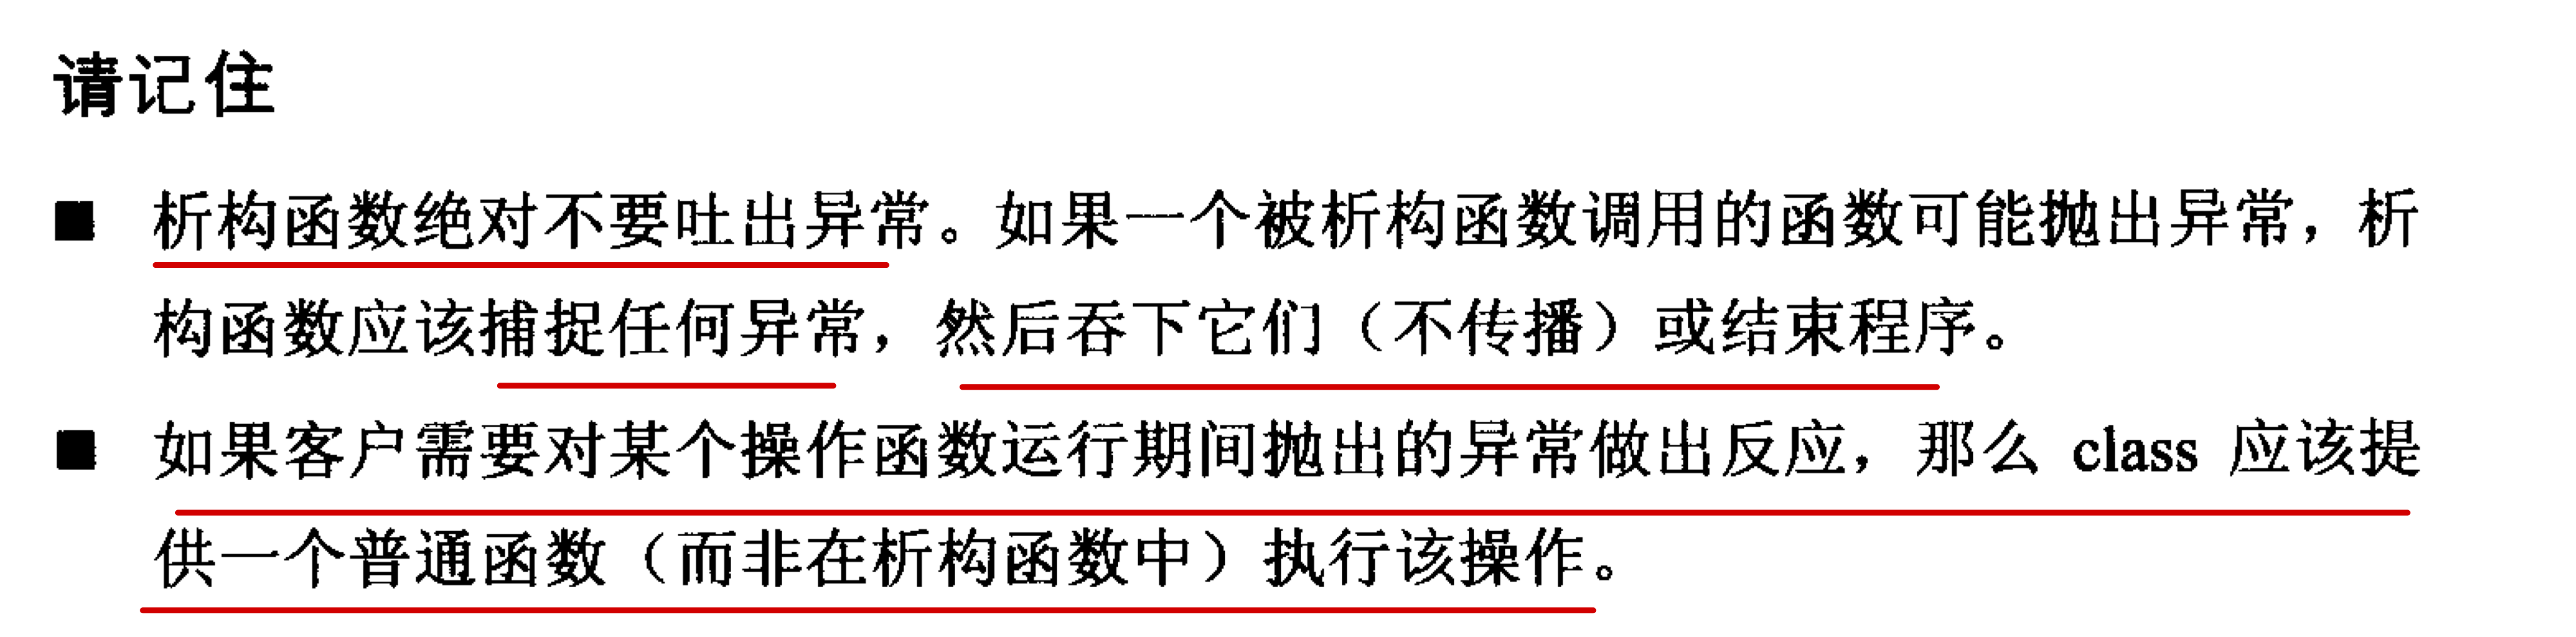 请记住
■ 析构函数绝对不要吐出异常。如果一个被析构函数调用的函数可能抛出异常，析
构函数应该捕捉任何异常，然后吞下它们（不传播）或结束程序。
■ 如果客户需要对某个操作函数运行期间抛出的异常做出反应，那么 class 应该提
供一个普通函数（而非在析构函数中）执行该操作。